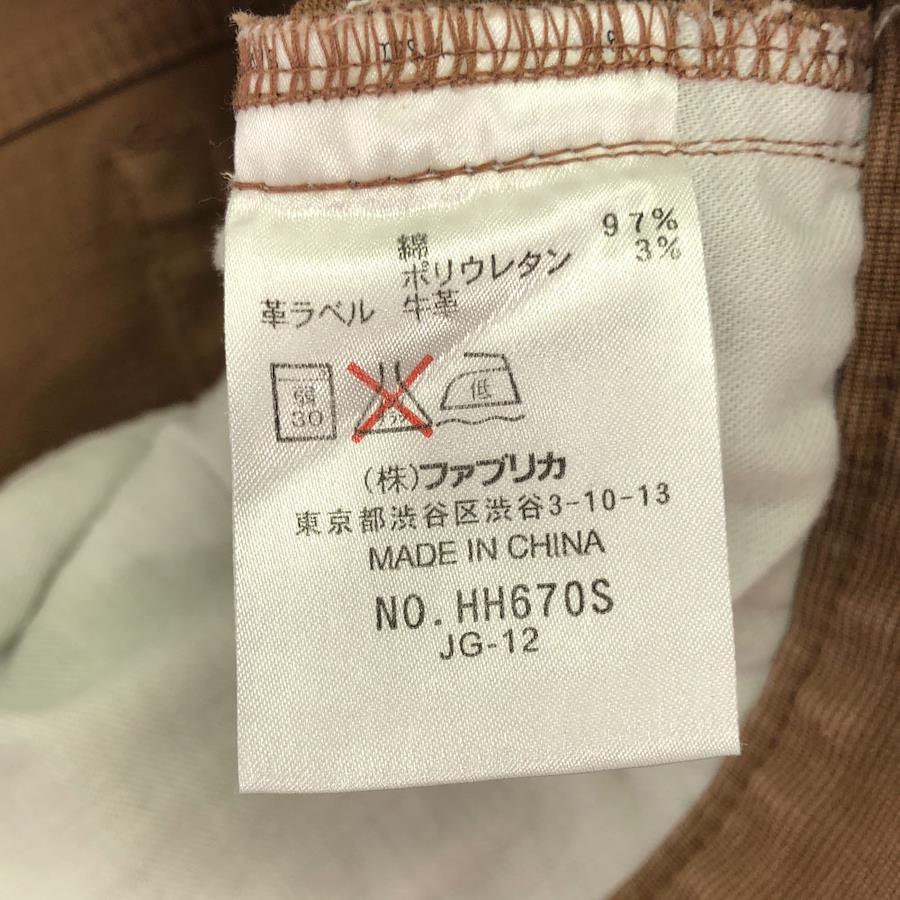 綿 97%
ポリウレタン 3%
革ラベル 牛革
弱
30
低
(株)ファブリカ
東京都渋谷区渋谷3-10-13
MADE IN CHINA
NO.HH670S
JG-12